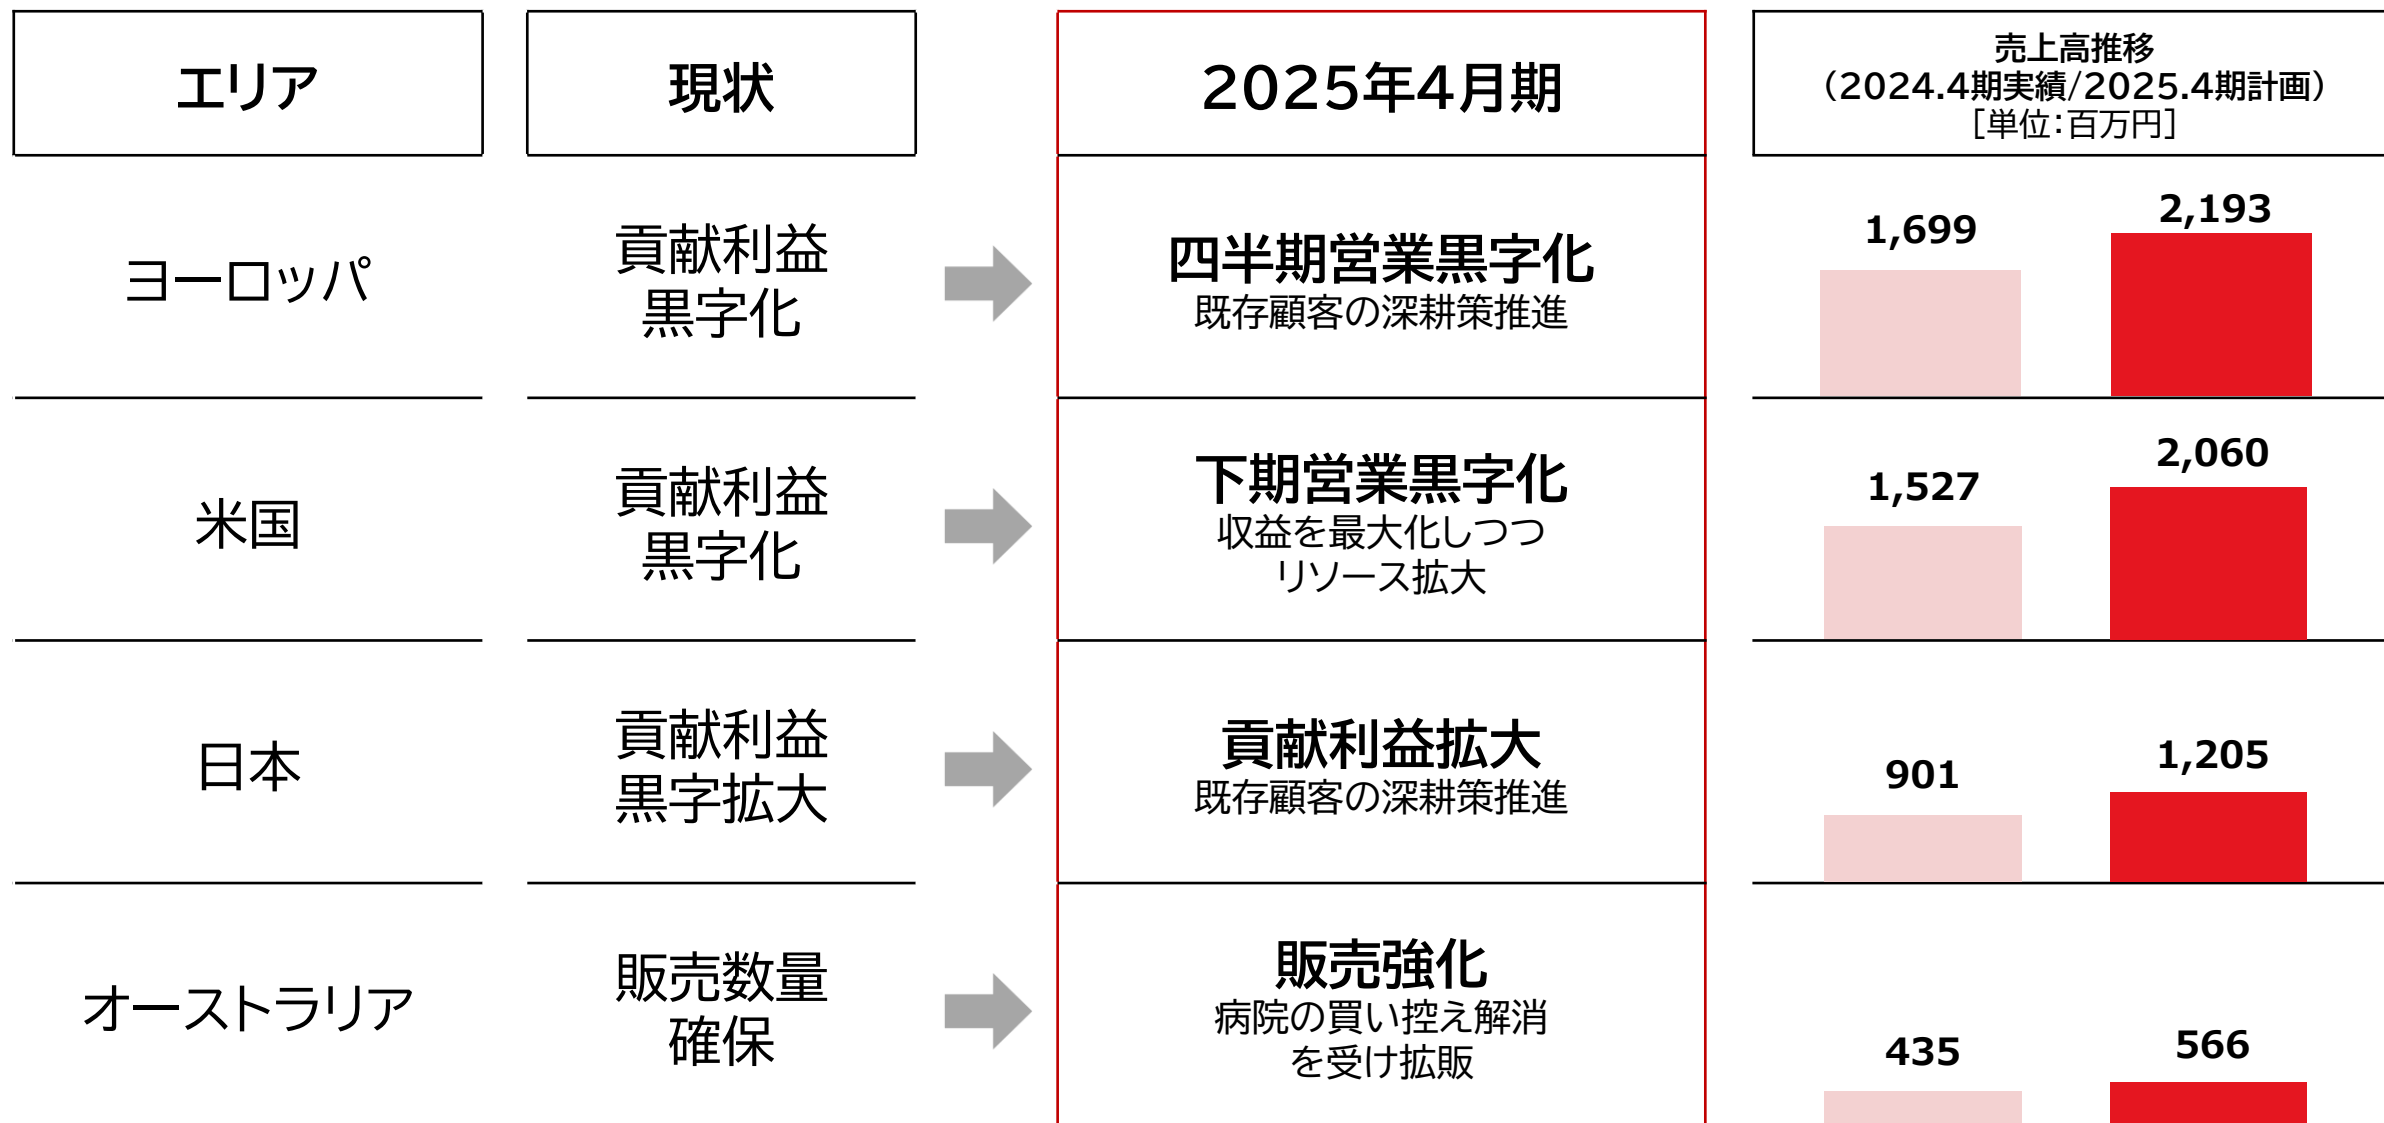 エリア
現状
2025年4月期
売上高推移
（2024.4期実績/2025.4期計画）
[単位:百万円]
ヨーロッパ
貢献利益
黒字化
四半期営業黒字化
既存顧客の深耕策推進
1,699
2,193
米国
貢献利益
黒字化
下期営業黒字化
収益を最大化しつつ
リソース拡大
1,527
2,060
日本
貢献利益
黒字拡大
貢献利益拡大
既存顧客の深耕策推進
901
1,205
オーストラリア
販売数量
確保
販売強化
病院の買い控え解消
を受け拡販
435
566